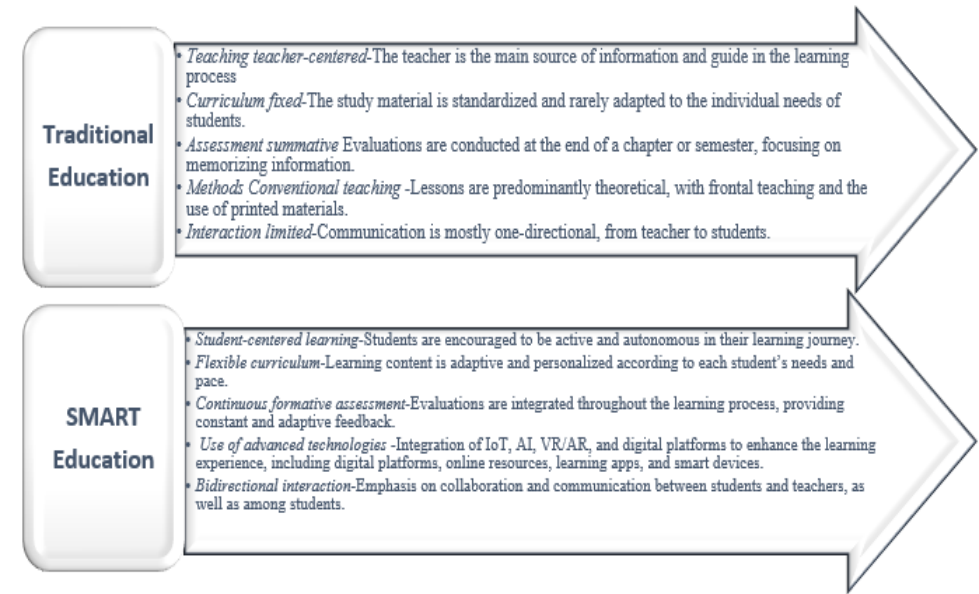 Traditional
Education
• Teaching teacher-centered-The teacher is the main source of information and guide in the learning
process
• Curriculum fixed-The study material is standardized and rarely adapted to the individual needs of
students.
• Assessment summative Evaluations are conducted at the end of a chapter or semester, focusing on
memorizing information.
• Methods Conventional teaching -Lessons are predominantly theoretical, with frontal teaching and the
use of printed materials.
• Interaction limited-Communication is mostly one-directional, from teacher to students.
SMART
Education
• Student-centered learning-Students are encouraged to be active and autonomous in their learning journey.
• Flexible curriculum-Learning content is adaptive and personalized according to each student’s needs and
pace.
• Continuous formative assessment-Evaluations are integrated throughout the learning process, providing
constant and adaptive feedback.
• Use of advanced technologies -Integration of IoT, AI, VR/AR, and digital platforms to enhance the learning
experience, including digital platforms, online resources, learning apps, and smart devices.
• Bidirectional interaction-Emphasis on collaboration and communication between students and teachers, as
well as among students.